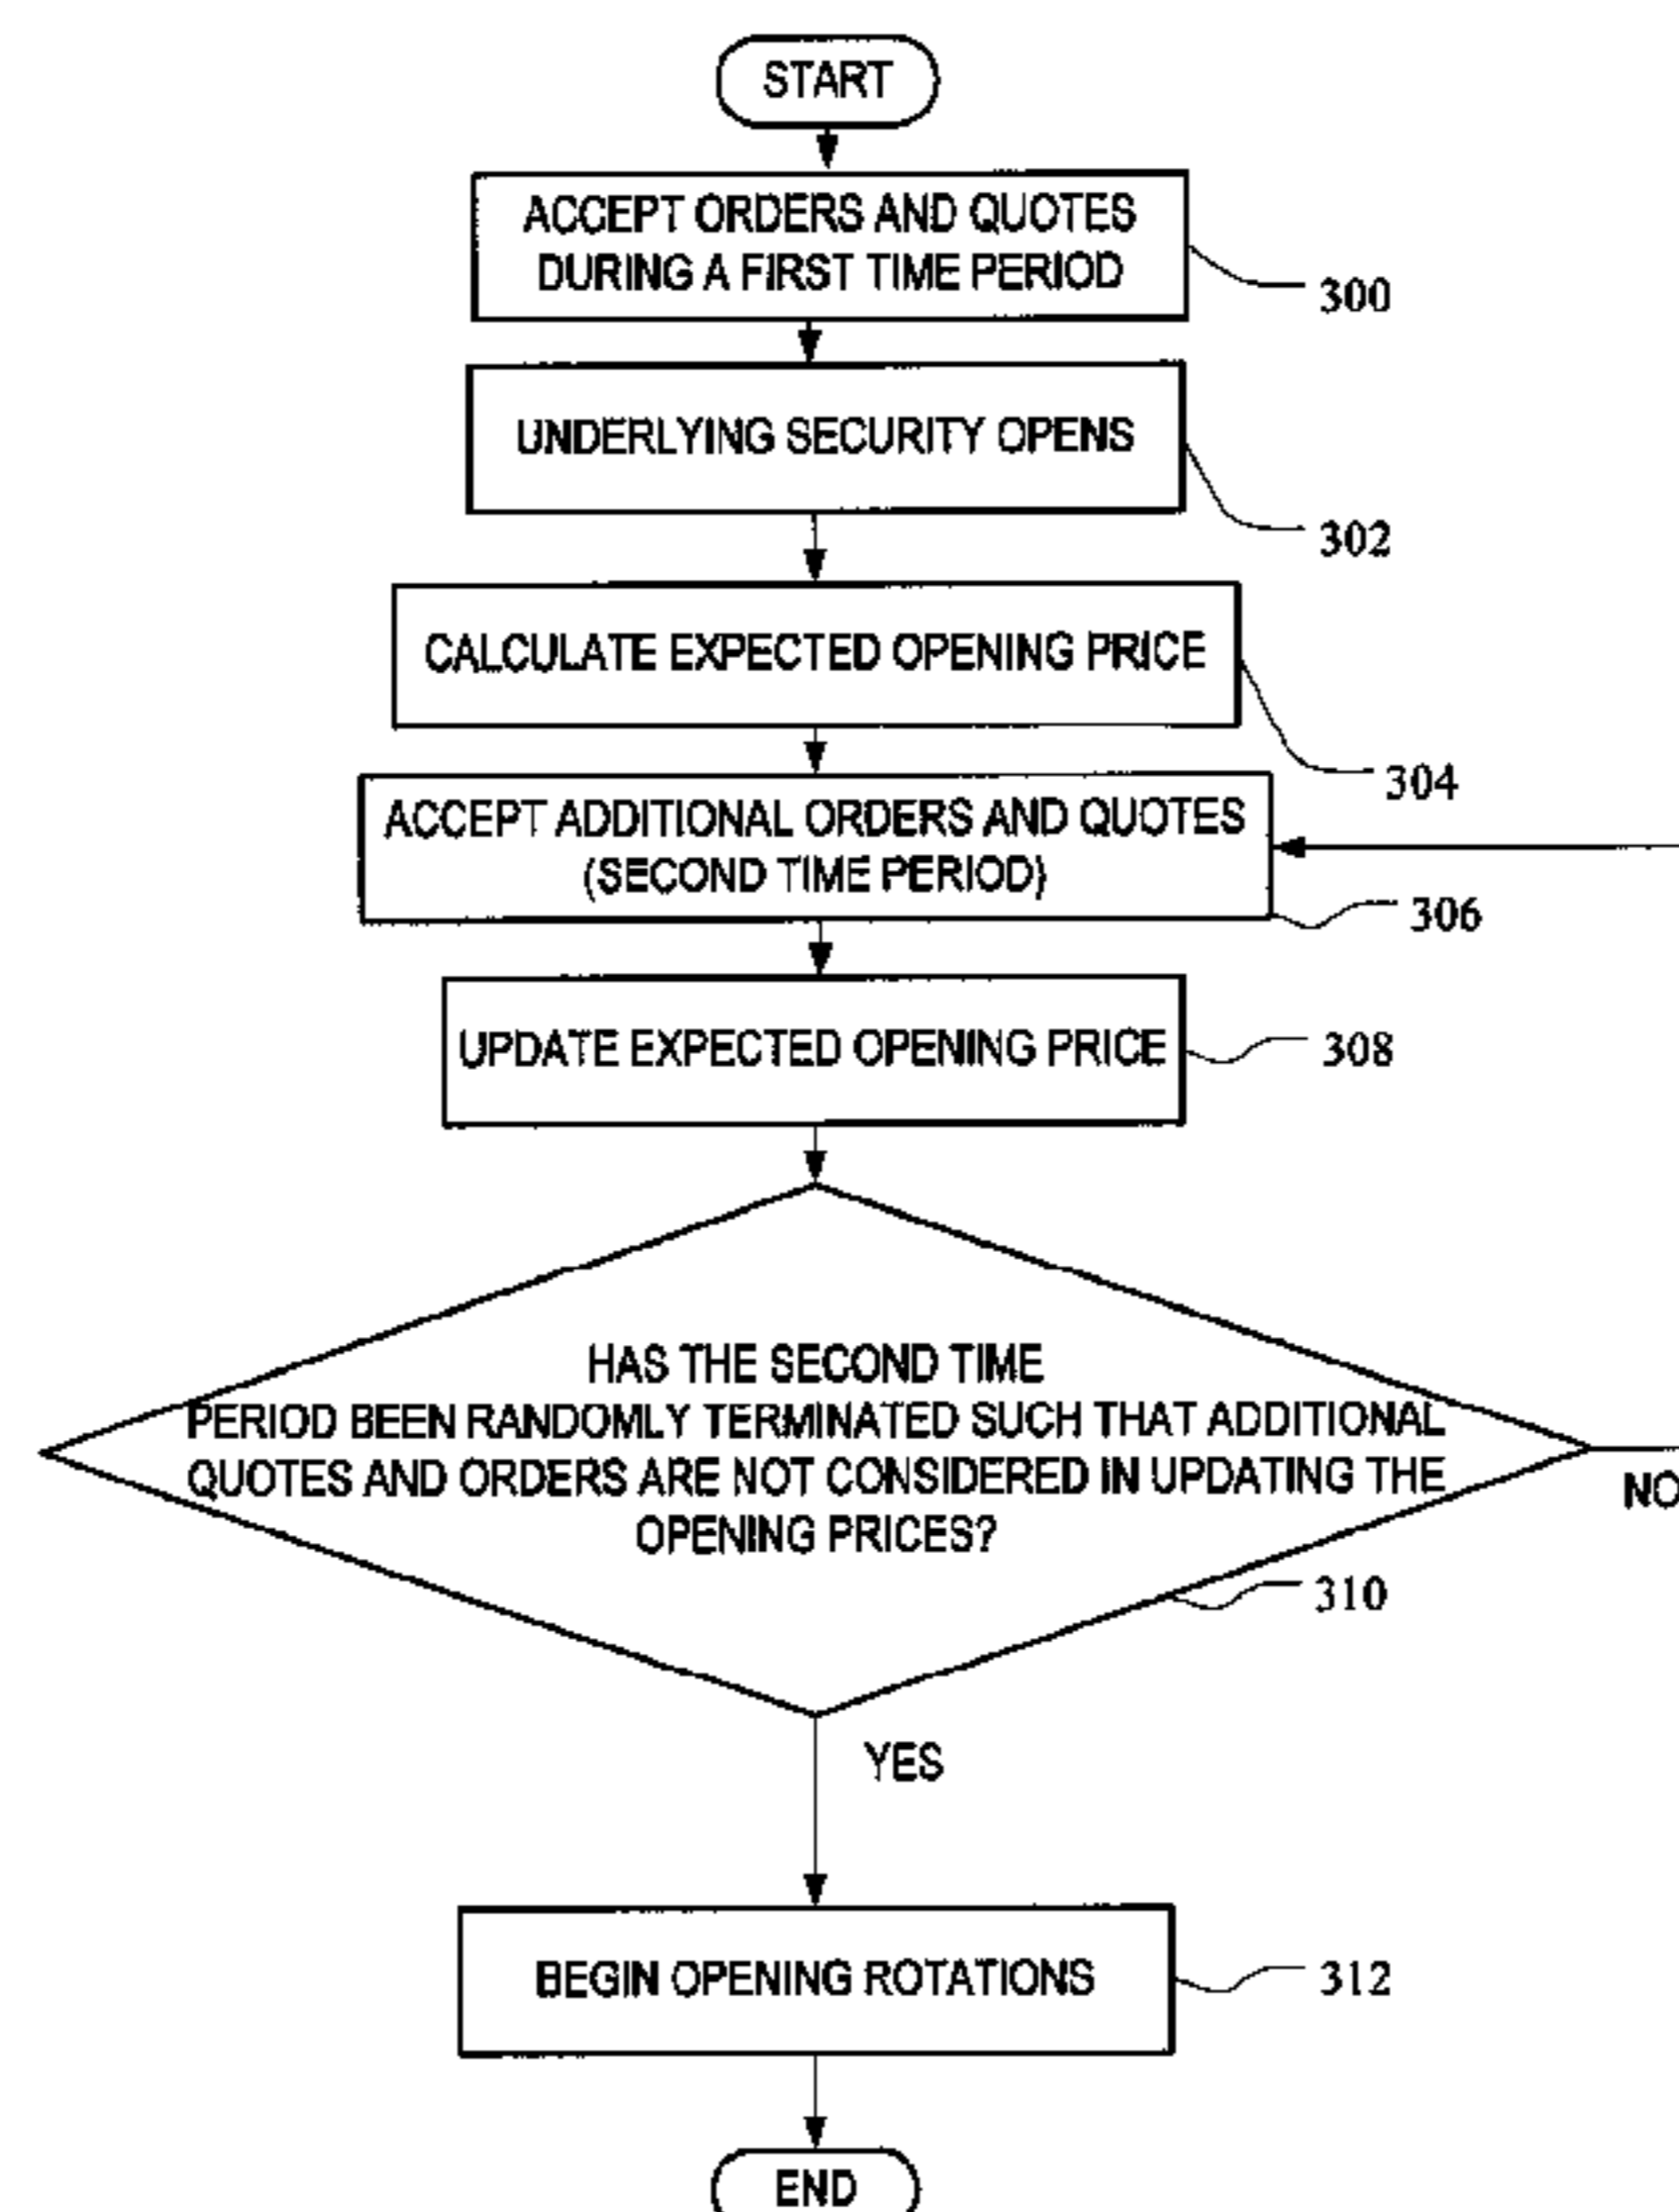 START
ACCEPT ORDERS AND QUOTES
DURING A FIRST TIME PERIOD
300
UNDERLYING SECURITY OPENS
302
CALCULATE EXPECTED OPENING PRICE
304
ACCEPT ADDITIONAL ORDERS AND QUOTES
(SECOND TIME PERIOD)
306
UPDATE EXPECTED OPENING PRICE
308
HAS THE SECOND TIME
PERIOD BEEN RANDOMLY TERMINATED SUCH THAT ADDITIONAL
QUOTES AND ORDERS ARE NOT CONSIDERED IN UPDATING THE
OPENING PRICES?
NO
310
YES
BEGIN OPENING ROTATIONS
312
END